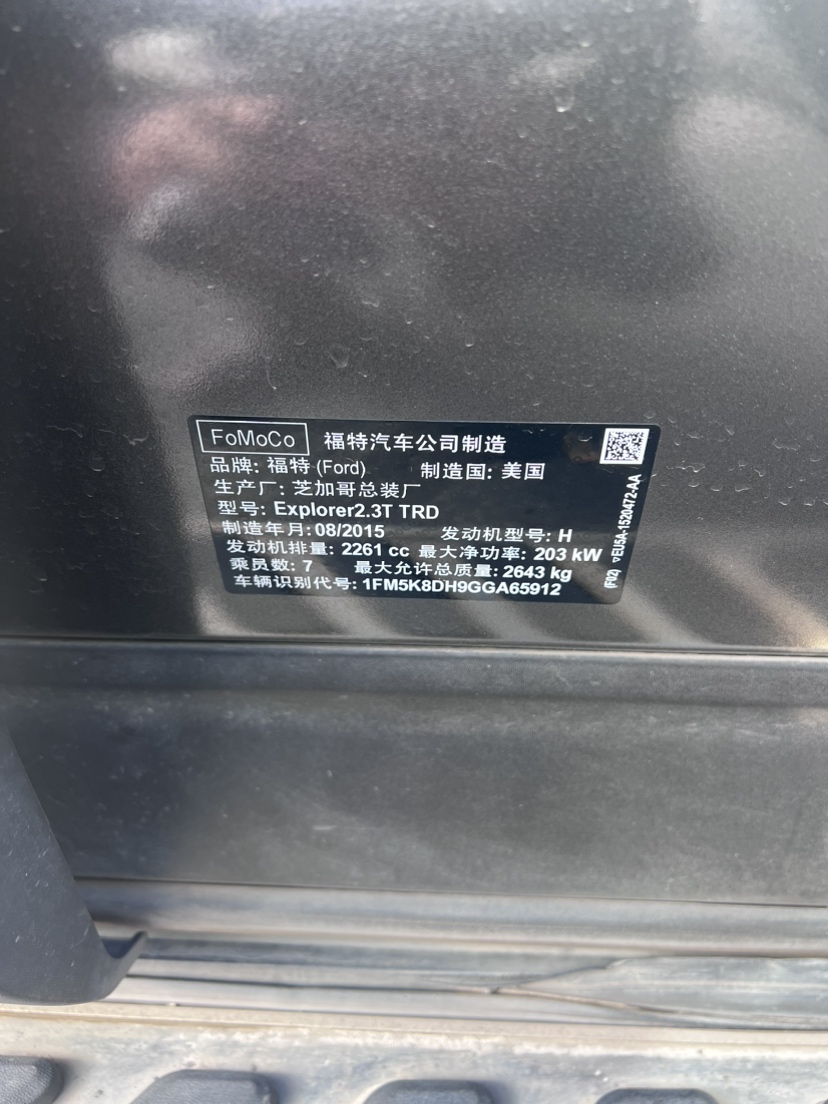 FoMoCo 福特汽车公司制造
品牌: 福特 (Ford) 制造国: 美国
生产厂: 芝加哥总装厂
型号: Explorer2.3T TRD
制造年月: 08/2015 发动机型号: H
发动机排量: 2261 cc 最大净功率: 203 kW
乘员数: 7 最大允许总质量: 2643 kg
车辆识别代号: 1FM5K8DH9GGA65912
(F02) ▿EU5A-1520472-AA